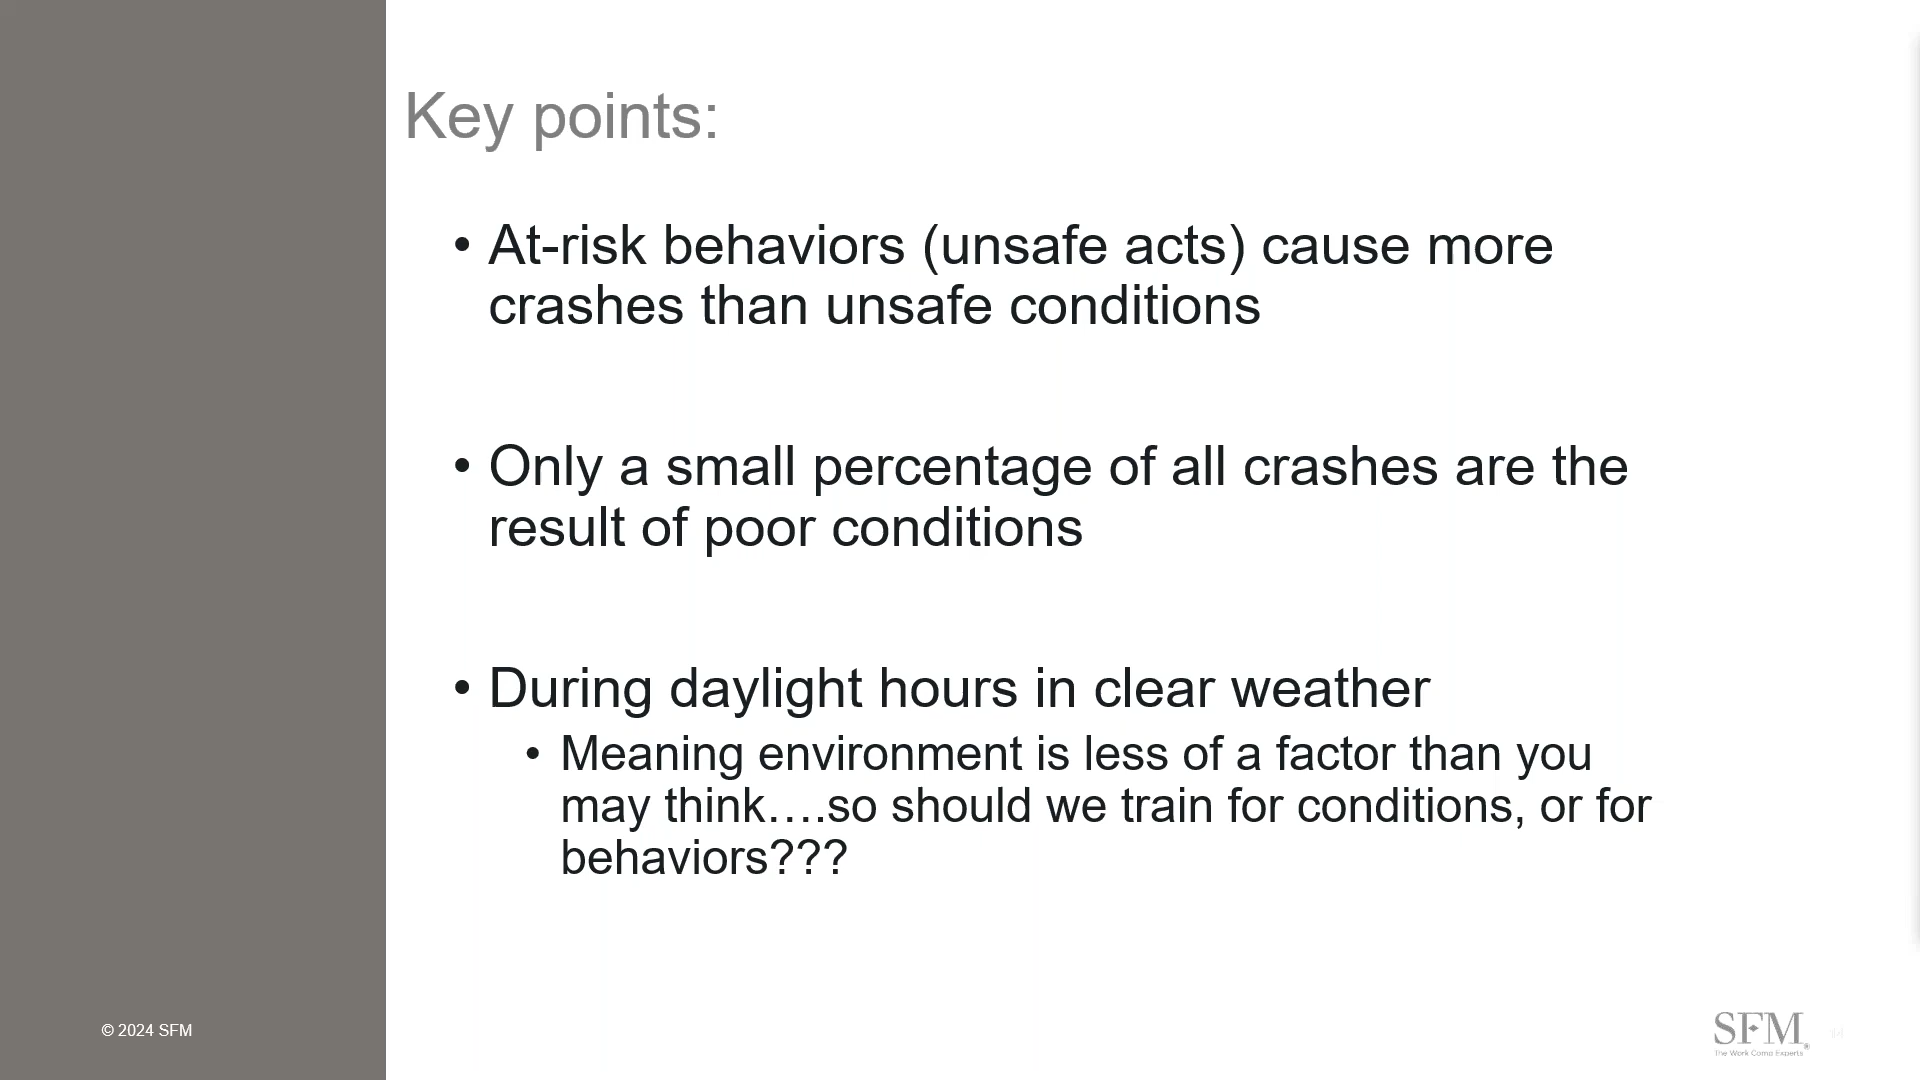 Key points:
• At-risk behaviors (unsafe acts) cause more
crashes than unsafe conditions
• Only a small percentage of all crashes are the
result of poor conditions
• During daylight hours in clear weather
• Meaning environment is less of a factor than you
may think….so should we train for conditions, or for
behaviors???
© 2024 SFM
SFM®
The Work Comp Experts